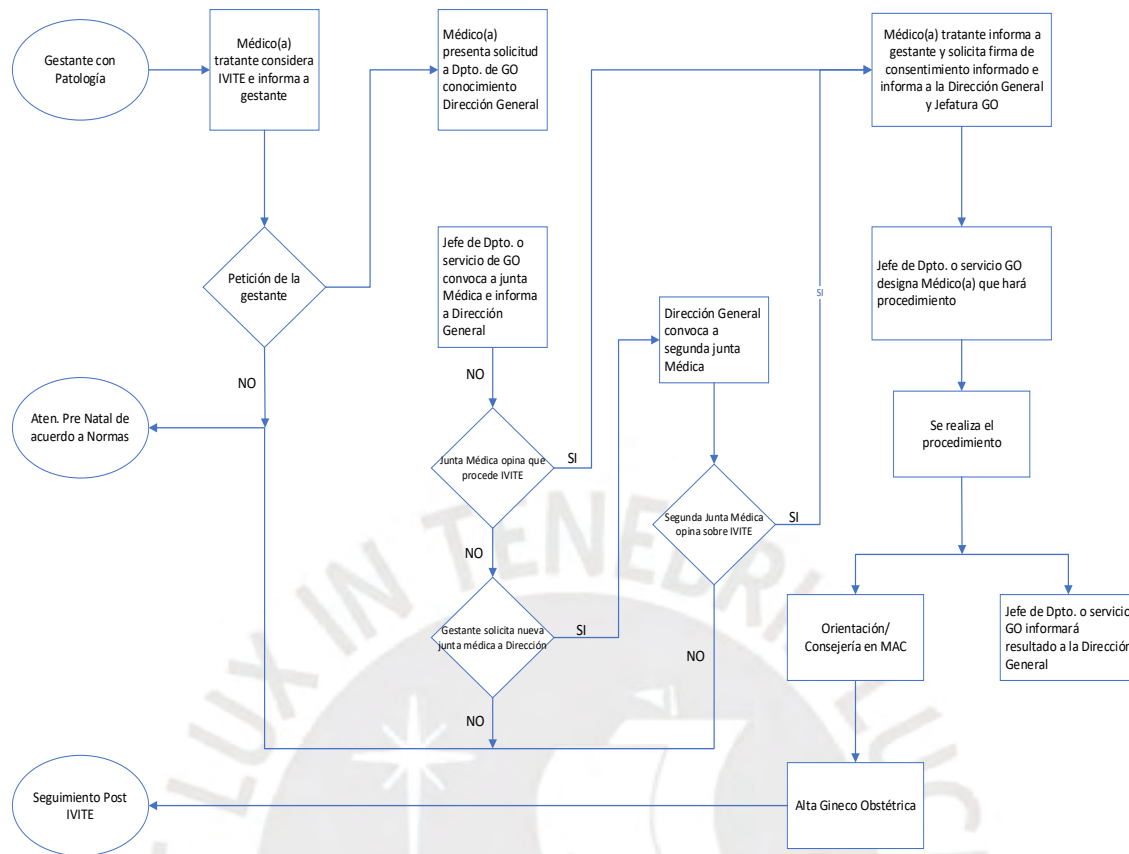 Gestante con
Patología
Médico(a)
tratante considera
IVITE e informa a
gestante
Médico(a)
presenta solicitud
a Dpto. de GO
conocimiento
Dirección General
Médico(a) tratante informa a
gestante y solicita firma de
consentimiento informado e
informa a la Dirección General
y Jefatura GO
Petición de la
gestante
Jefe de Dpto. o
servicio de GO
convoca a junta
Médica e informa
a Dirección
General
Dirección General
convoca a
segunda junta
Médica
SI
Jefe de Dpto. o servicio GO
designa Médico(a) que hará
procedimiento
NO
NO
Aten. Pre Natal de
acuerdo a Normas
Se realiza el
procedimiento
Junta Médica opina que
procede IVITE
SI
Segunda Junta Médica
opina sobre IVITE
SI
NO
Gestante solicita nueva
junta médica a Dirección
SI
NO
Orientación/
Consejería en MAC
Jefe de Dpto. o servicio
GO informará
resultado a la Dirección
General
NO
Seguimiento Post
IVITE
Alta Gineco Obstétrica
LUX IN TENEBRI LUC